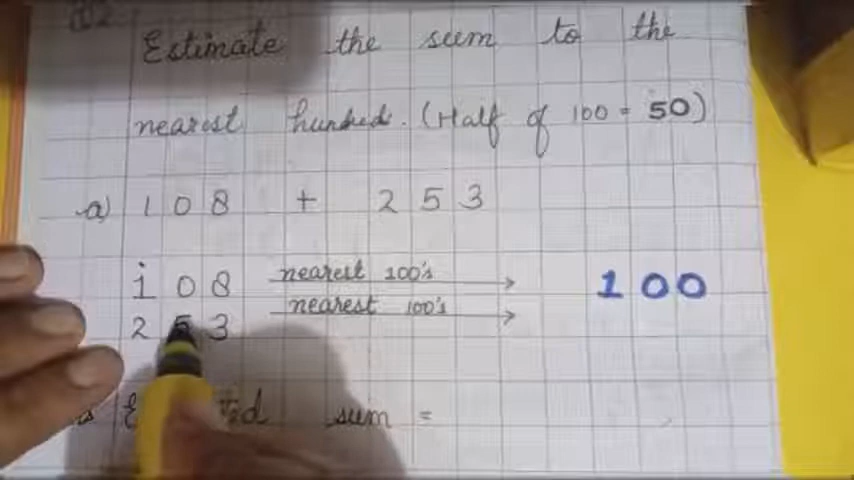 Estimate the sum to the
nearest hundred. (Half of 100 = 50)
a) 108 + 253
108 nearest 100's 100
253 nearest 100's
sum =